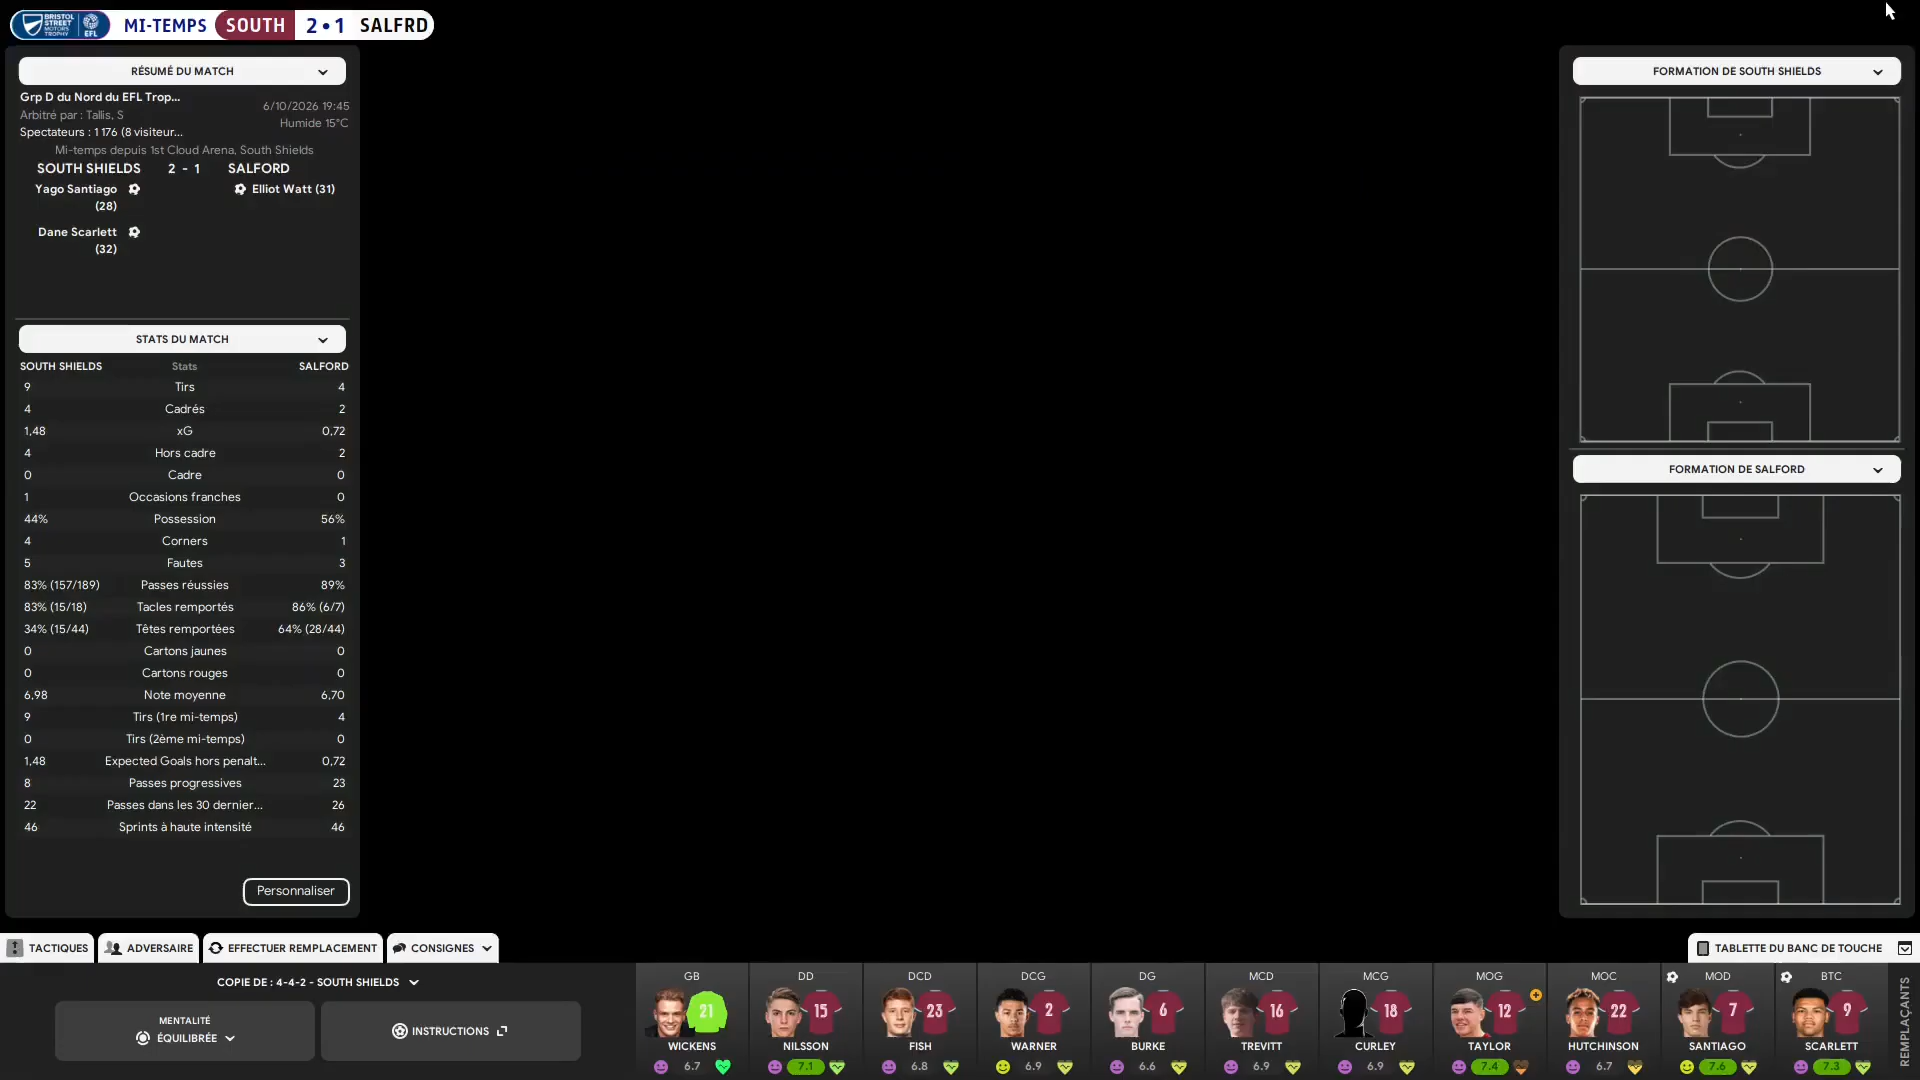 BRISTOL STREET MOTORS TROPHY EFL
MI-TEMPS SOUTH 2 • 1 SALFRD
RÉSUMÉ DU MATCH
Grp D du Nord du EFL Trop...
Arbitré par : Tallis, S
Spectateurs : 1 176 (8 visiteur...
6/10/2026 19:45
Humide 15°C
Mi-temps depuis 1st Cloud Arena, South Shields
SOUTH SHIELDS 2 - 1 SALFORD
Yago Santiago (28)
Elliot Watt (31)
Dane Scarlett (32)
STATS DU MATCH
SOUTH SHIELDS Stats SALFORD
9 Tirs 4
4 Cadrés 2
1,48 xG 0,72
4 Hors cadre 2
0 Cadre 0
1 Occasions franches 0
44% Possession 56%
4 Corners 1
5 Fautes 3
83% (157/189) Passes réussies 89%
83% (15/18) Tacles remportés 86% (6/7)
34% (15/44) Têtes remportées 64% (28/44)
0 Cartons jaunes 0
0 Cartons rouges 0
6,98 Note moyenne 6,70
9 Tirs (1re mi-temps) 4
0 Tirs (2ème mi-temps) 0
1,48 Expected Goals hors penalt... 0,72
8 Passes progressives 23
22 Passes dans les 30 dernier... 26
46 Sprints à haute intensité 46
Personnaliser
FORMATION DE SOUTH SHIELDS
FORMATION DE SALFORD
TACTIQUES ADVERSAIRE EFFECTUER REMPLACEMENT CONSIGNES
TABLETTE DU BANC DE TOUCHE
COPIE DE : 4-4-2 - SOUTH SHIELDS
MENTALITÉ
ÉQUILIBRÉE
INSTRUCTIONS
GB DD DCD DCG DG MCD MCG MOG MOC MOD BTC
21 15 23 2 6 16 18 12 22 7 9
WICKENS NILSSON FISH WARNER BURKE TREVITT CURLEY TAYLOR HUTCHINSON SANTIAGO SCARLETT
6.7 7.1 6.8 6.9 6.6 6.9 6.9 7.4 6.7 7.6 7.3
REMPLAÇANTS